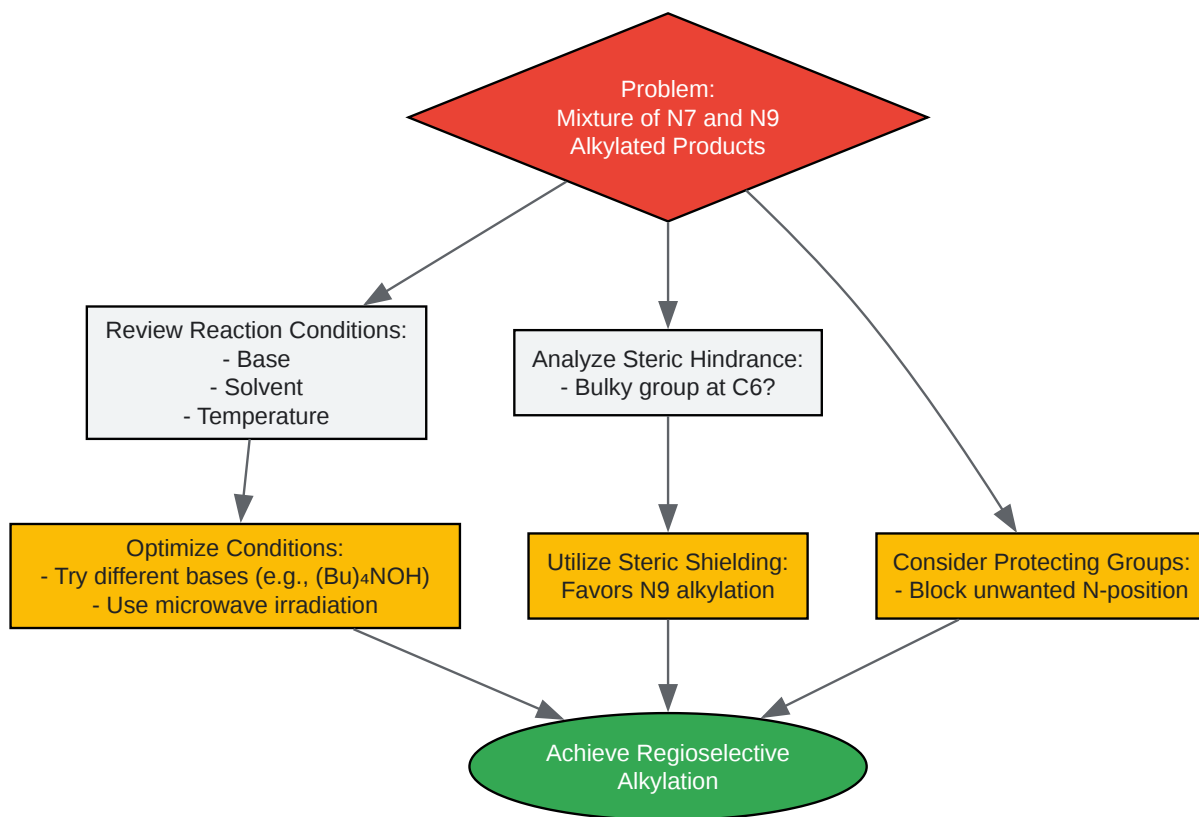 Problem:
Mixture of N7 and N9
Alkylated Products
Review Reaction Conditions:
- Base
- Solvent
- Temperature
Analyze Steric Hindrance:
- Bulky group at C6?
Optimize Conditions:
- Try different bases (e.g., (Bu)₄NOH)
- Use microwave irradiation
Utilize Steric Shielding:
Favors N9 alkylation
Consider Protecting Groups:
- Block unwanted N-position
Achieve Regioselective
Alkylation